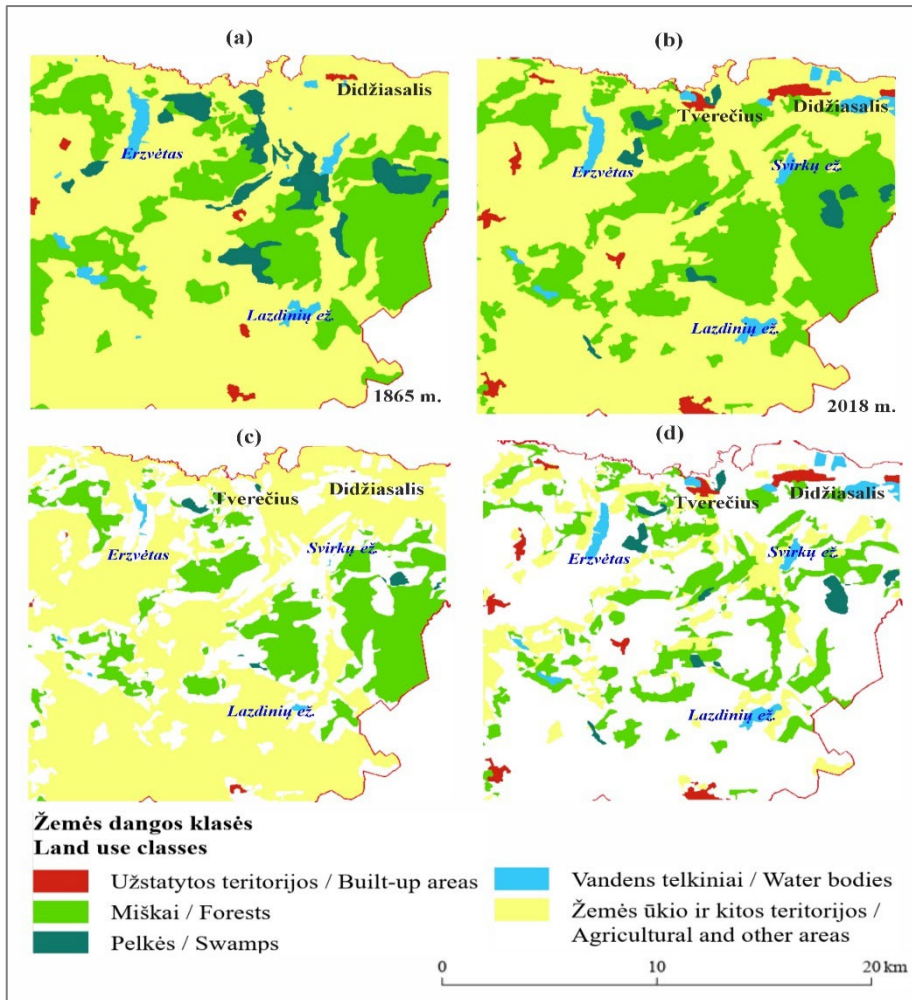 (a)
Didžiasalis
Erzvėtas
Lazdinių ež.
1865 m.
(b)
Tverečius
Didžiasalis
Erzvėtas
Svirkų ež.
Lazdinių ež.
2018 m.
(c)
Tverečius
Didžiasalis
Erzvėtas
Svirkų ež.
Lazdinių ež.
(d)
Tverečius
Didžiasalis
Erzvėtas
Svirkų ež.
Lazdinių ež.
Žemės dangos klasės
Land use classes
Užstatytos teritorijos / Built-up areas
Miškai / Forests
Pelkės / Swamps
Vandens telkiniai / Water bodies
Žemės ūkio ir kitos teritorijos /
Agricultural and other areas
0 10 20 km